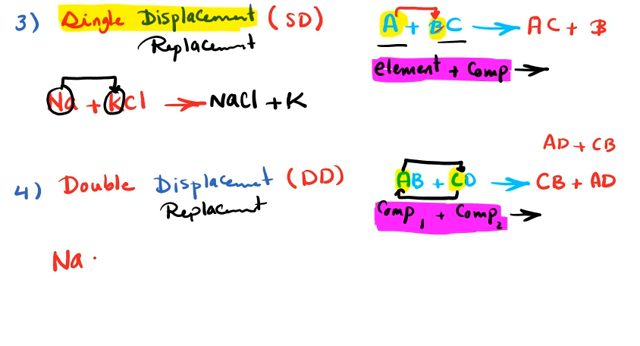 3) Single Displacement (SD)
Replacement
A + BC → AC + B
element + Comp →
Na + KCl → NaCl + K
AD + CB
4) Double Displacement (DD)
Replacement
AB + CD → CB + AD
Comp₁ + Comp₂ →
Na